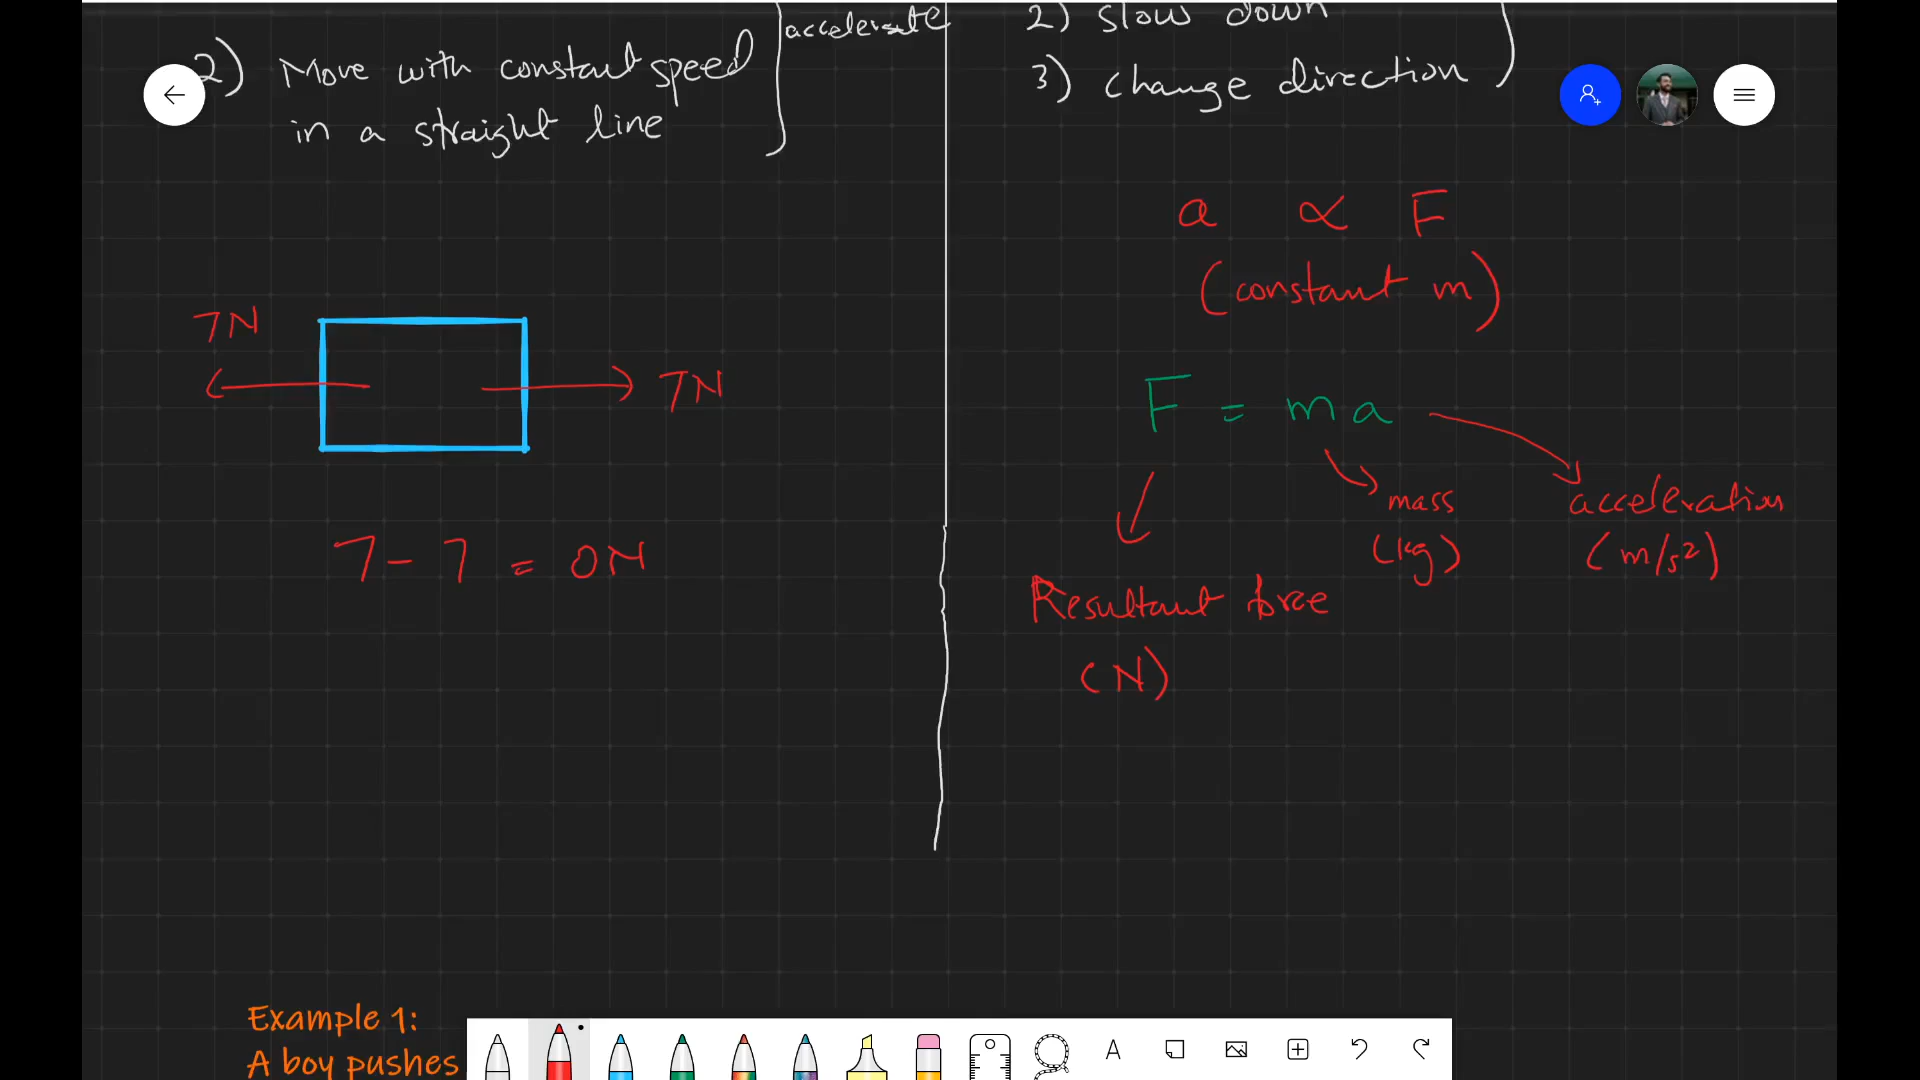 2) Move with constant speed
in a straight line
accelerate
2) slow down
3) change direction
a ∝ F
(constant m)
7N
7N
7 - 7 = 0N
F = ma
mass
(kg)
acceleration
(m/s²)
Resultant force
(N)
Example 1:
A boy pushes
A